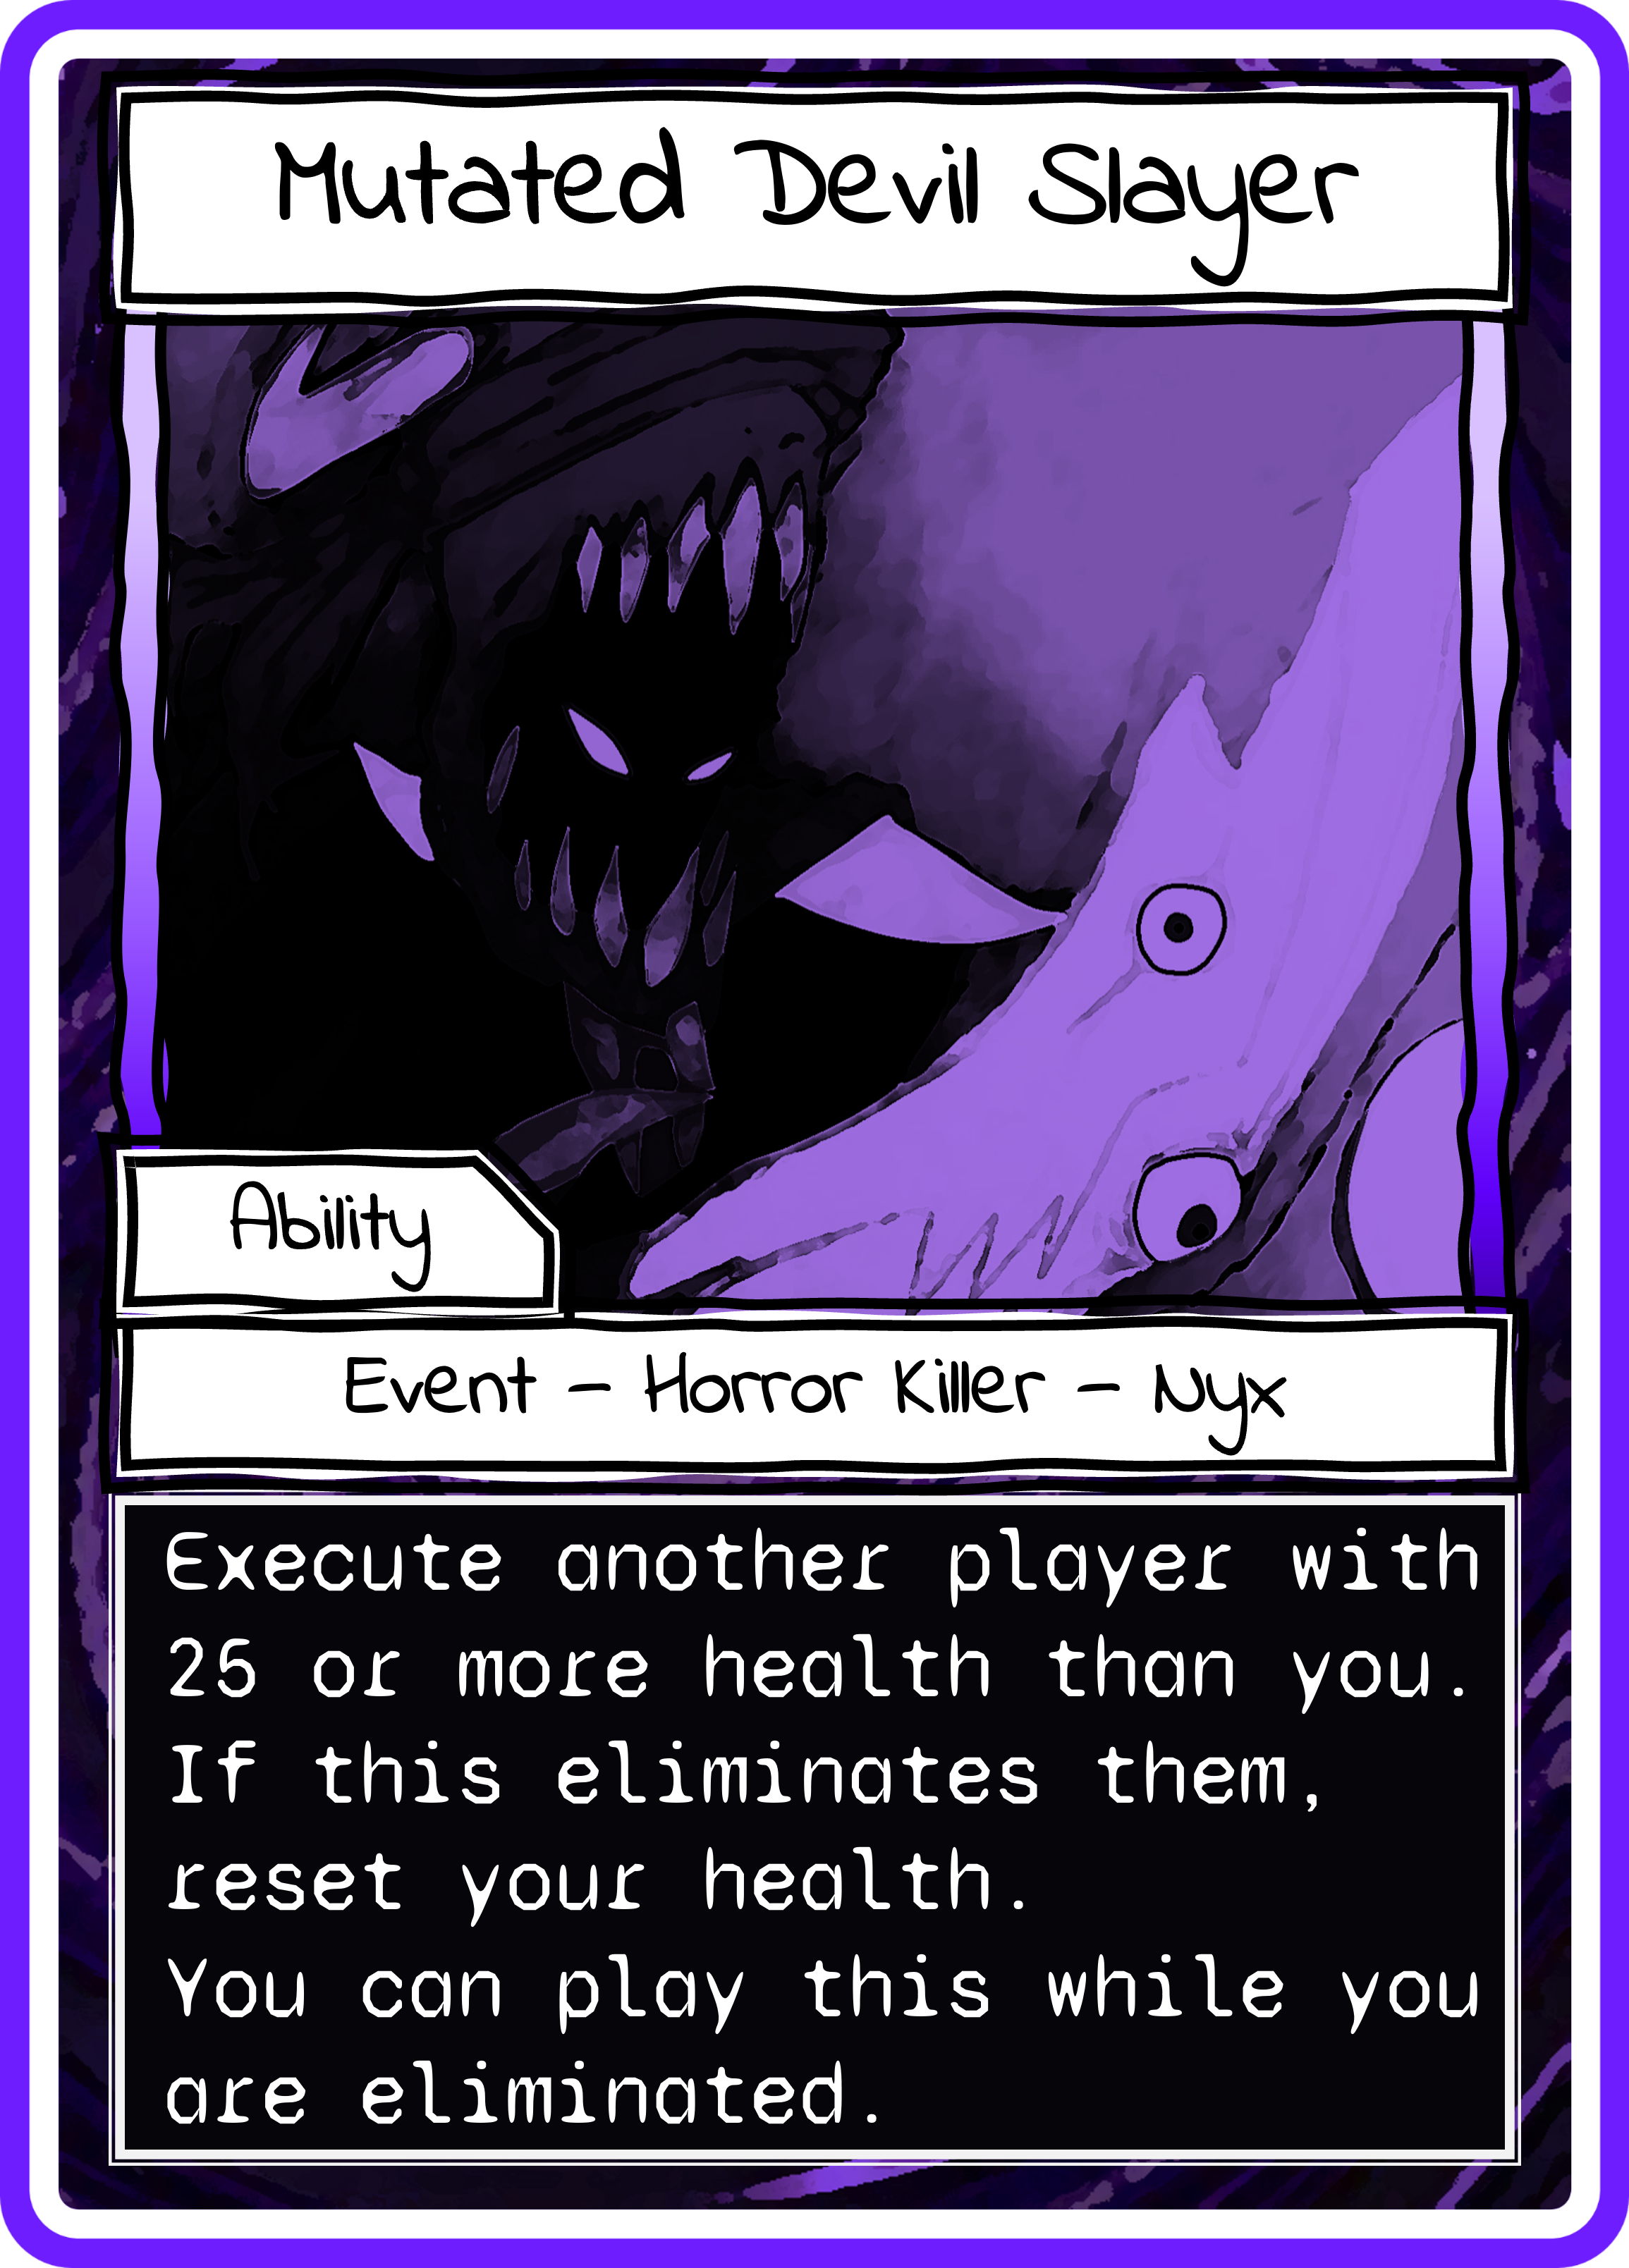 Mutated Devil Slayer
Ability
Event – Horror Killer – Nyx
Execute another player with
25 or more health than you.
If this eliminates them,
reset your health.
You can play this while you
are eliminated.